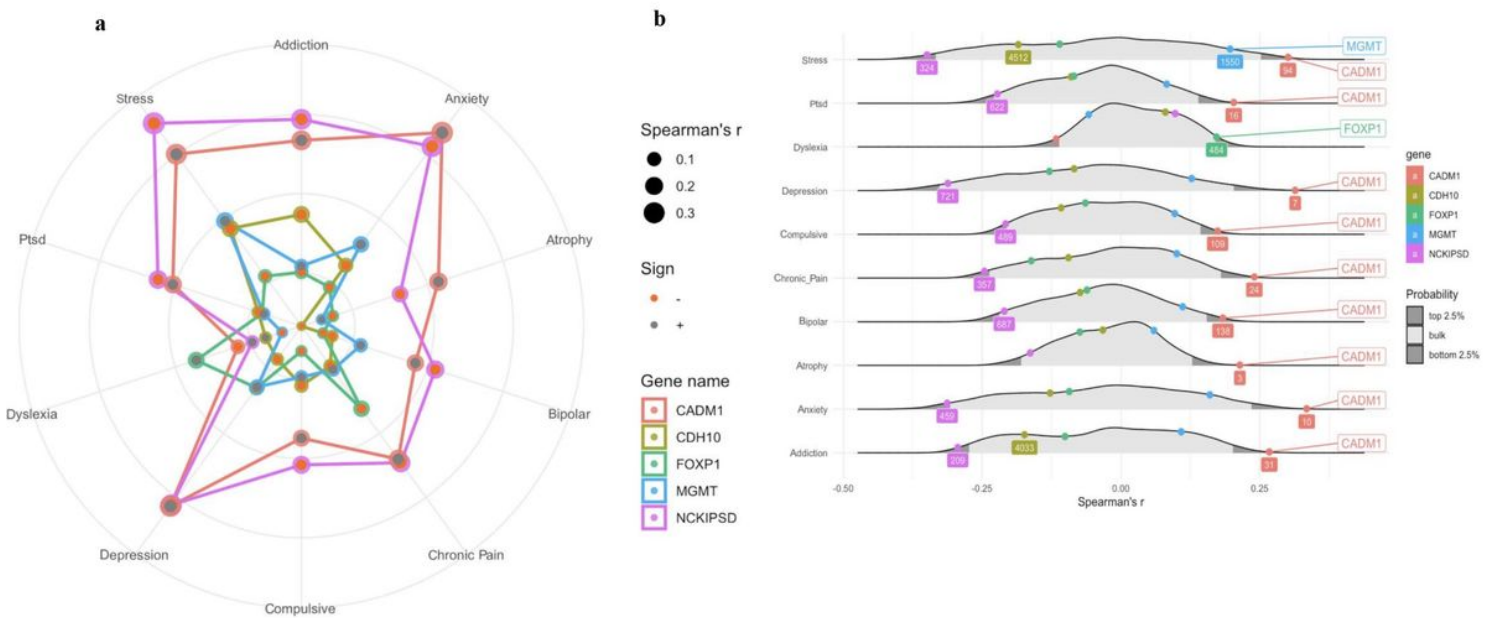 a
Addiction
Stress
Anxiety
Ptsd
Atrophy
Dyslexia
Bipolar
Depression
Chronic Pain
Compulsive
Spearman's r
0.1
0.2
0.3
Sign
-
+
Gene name
CADM1
CDH10
FOXP1
MGMT
NCKIPSD
b
Stress
324
4512
1550
94
MGMT
CADM1
Ptsd
622
16
CADM1
Dyslexia
484
FOXP1
Depression
721
7
CADM1
Compulsive
489
109
CADM1
Chronic_Pain
357
24
CADM1
Bipolar
687
138
CADM1
Atrophy
3
CADM1
Anxiety
459
10
CADM1
Addiction
209
4033
31
CADM1
-0.50
-0.25
0.00
0.25
Spearman's r
gene
a CADM1
a CDH10
a FOXP1
a MGMT
a NCKIPSD
Probability
top 2.5%
bulk
bottom 2.5%